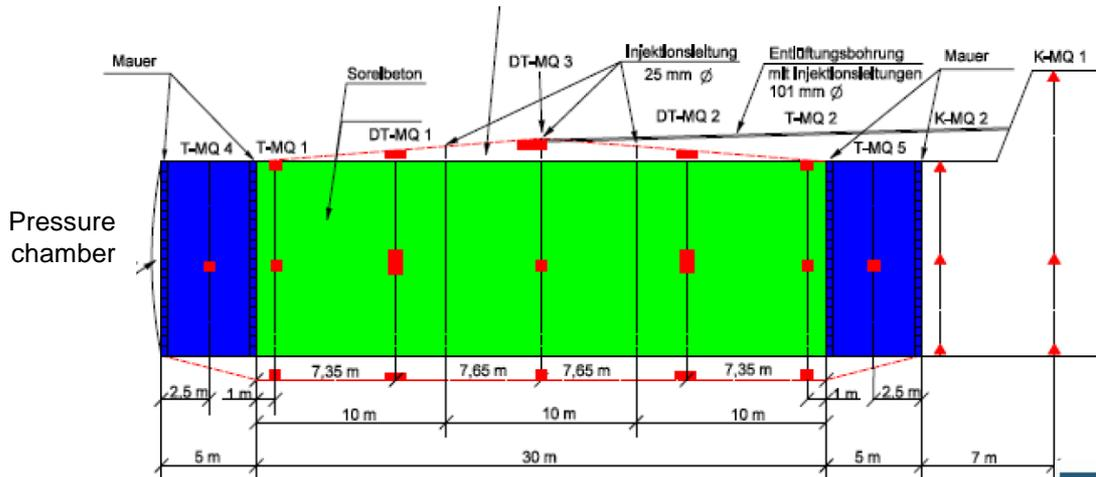 Mauer
Sorelbeton
DT-MQ 3
Injektionsleitung
25 mm Ø
Entlüftungsbohrung
mit Injektionsleitungen
101 mm Ø
Mauer
K-MQ 1
T-MQ 4
T-MQ 1
DT-MQ 1
DT-MQ 2
T-MQ 2
K-MQ 2
T-MQ 5
Pressure
chamber
7,35 m
7,65 m
7,65 m
7,35 m
2.5 m
1 m
1 m
2,5 m
10 m
10 m
10 m
5 m
30 m
5 m
7 m